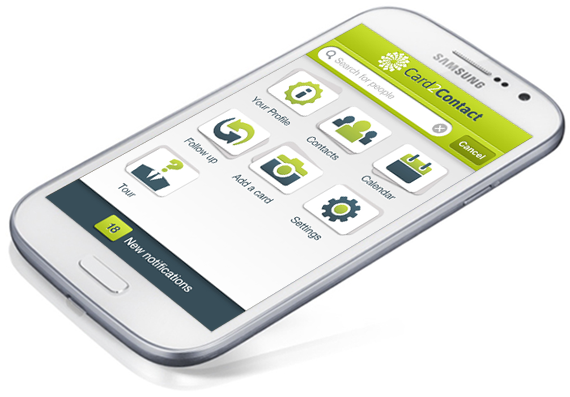 SAMSUNG
Card2Contact
Search for people
Cancel
Your Profile
Contacts
Calendar
Follow up
Add a card
Settings
Tour
18 New notifications